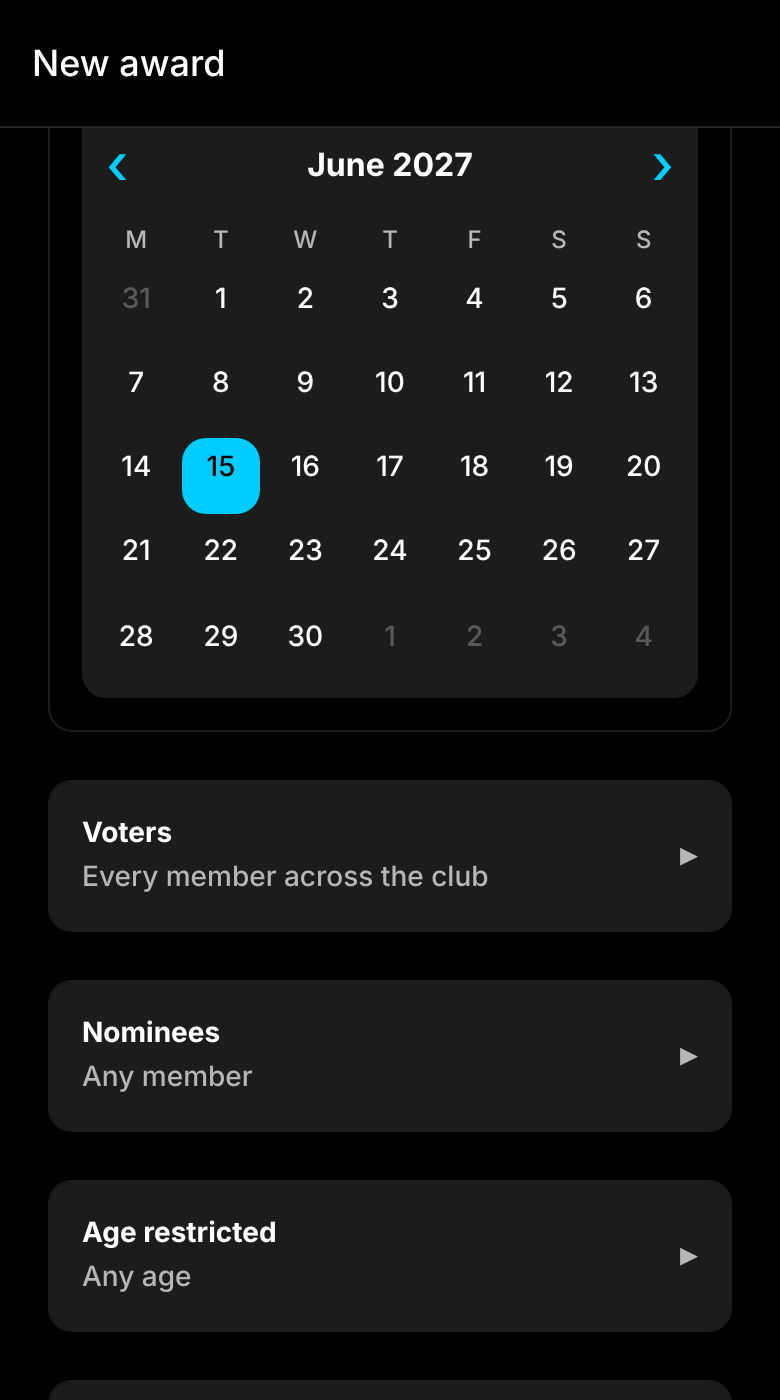 New award
June 2027
M T W T F S S
31 1 2 3 4 5 6
7 8 9 10 11 12 13
14 15 16 17 18 19 20
21 22 23 24 25 26 27
28 29 30 1 2 3 4
Voters
Every member across the club
Nominees
Any member
Age restricted
Any age